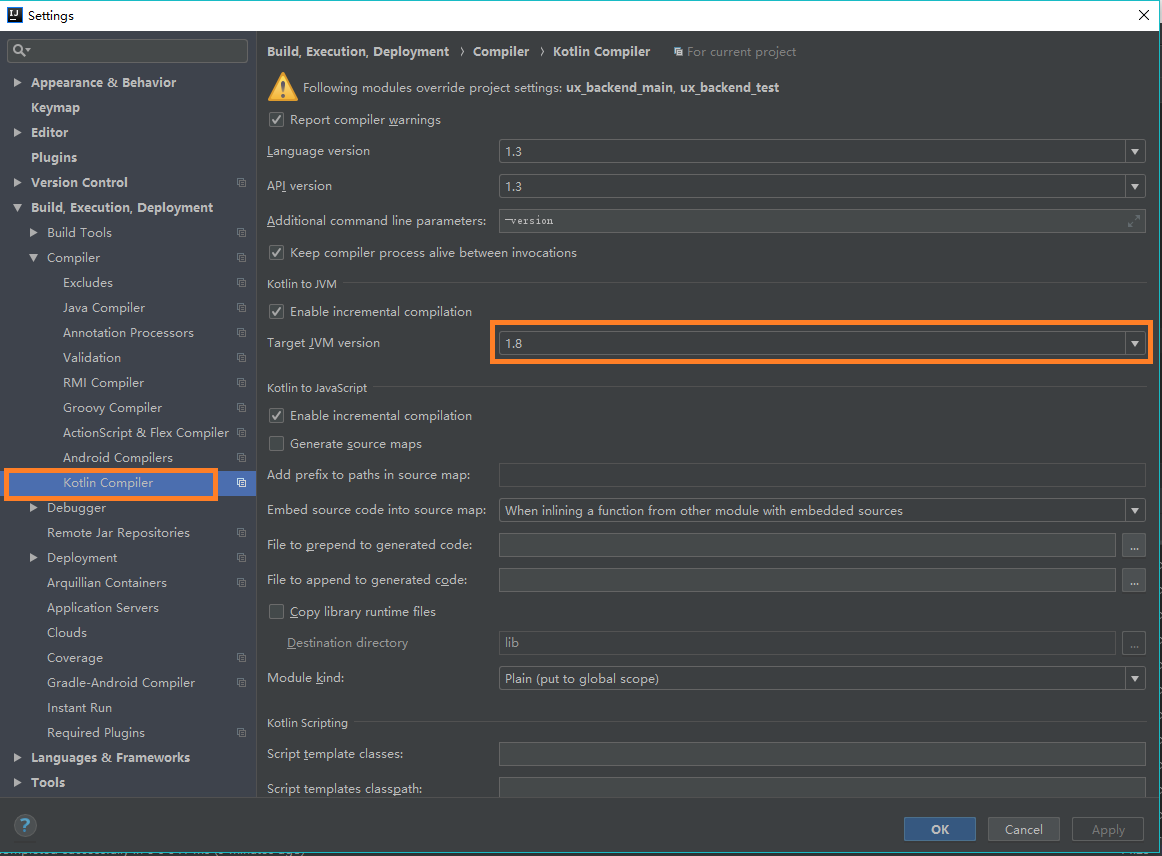 Settings
Build, Execution, Deployment › Compiler › Kotlin Compiler For current project
Appearance & Behavior
Keymap
Editor
Plugins
Version Control
Build, Execution, Deployment
Build Tools
Compiler
Excludes
Java Compiler
Annotation Processors
Validation
RMI Compiler
Groovy Compiler
ActionScript & Flex Compiler
Android Compilers
Kotlin Compiler
Debugger
Remote Jar Repositories
Deployment
Arquillian Containers
Application Servers
Clouds
Coverage
Gradle-Android Compiler
Instant Run
Required Plugins
Languages & Frameworks
Tools
Following modules override project settings: ux_backend_main, ux_backend_test
Report compiler warnings
Language version 1.3
API version 1.3
Additional command line parameters: -version
Keep compiler process alive between invocations
Kotlin to JVM
Enable incremental compilation
Target JVM version 1.8
Kotlin to JavaScript
Enable incremental compilation
Generate source maps
Add prefix to paths in source map:
Embed source code into source map: When inlining a function from other module with embedded sources
File to prepend to generated code: ...
File to append to generated code: ...
Copy library runtime files
Destination directory lib ...
Module kind: Plain (put to global scope)
Kotlin Scripting
Script template classes:
Script templates classpath:
? OK Cancel Apply